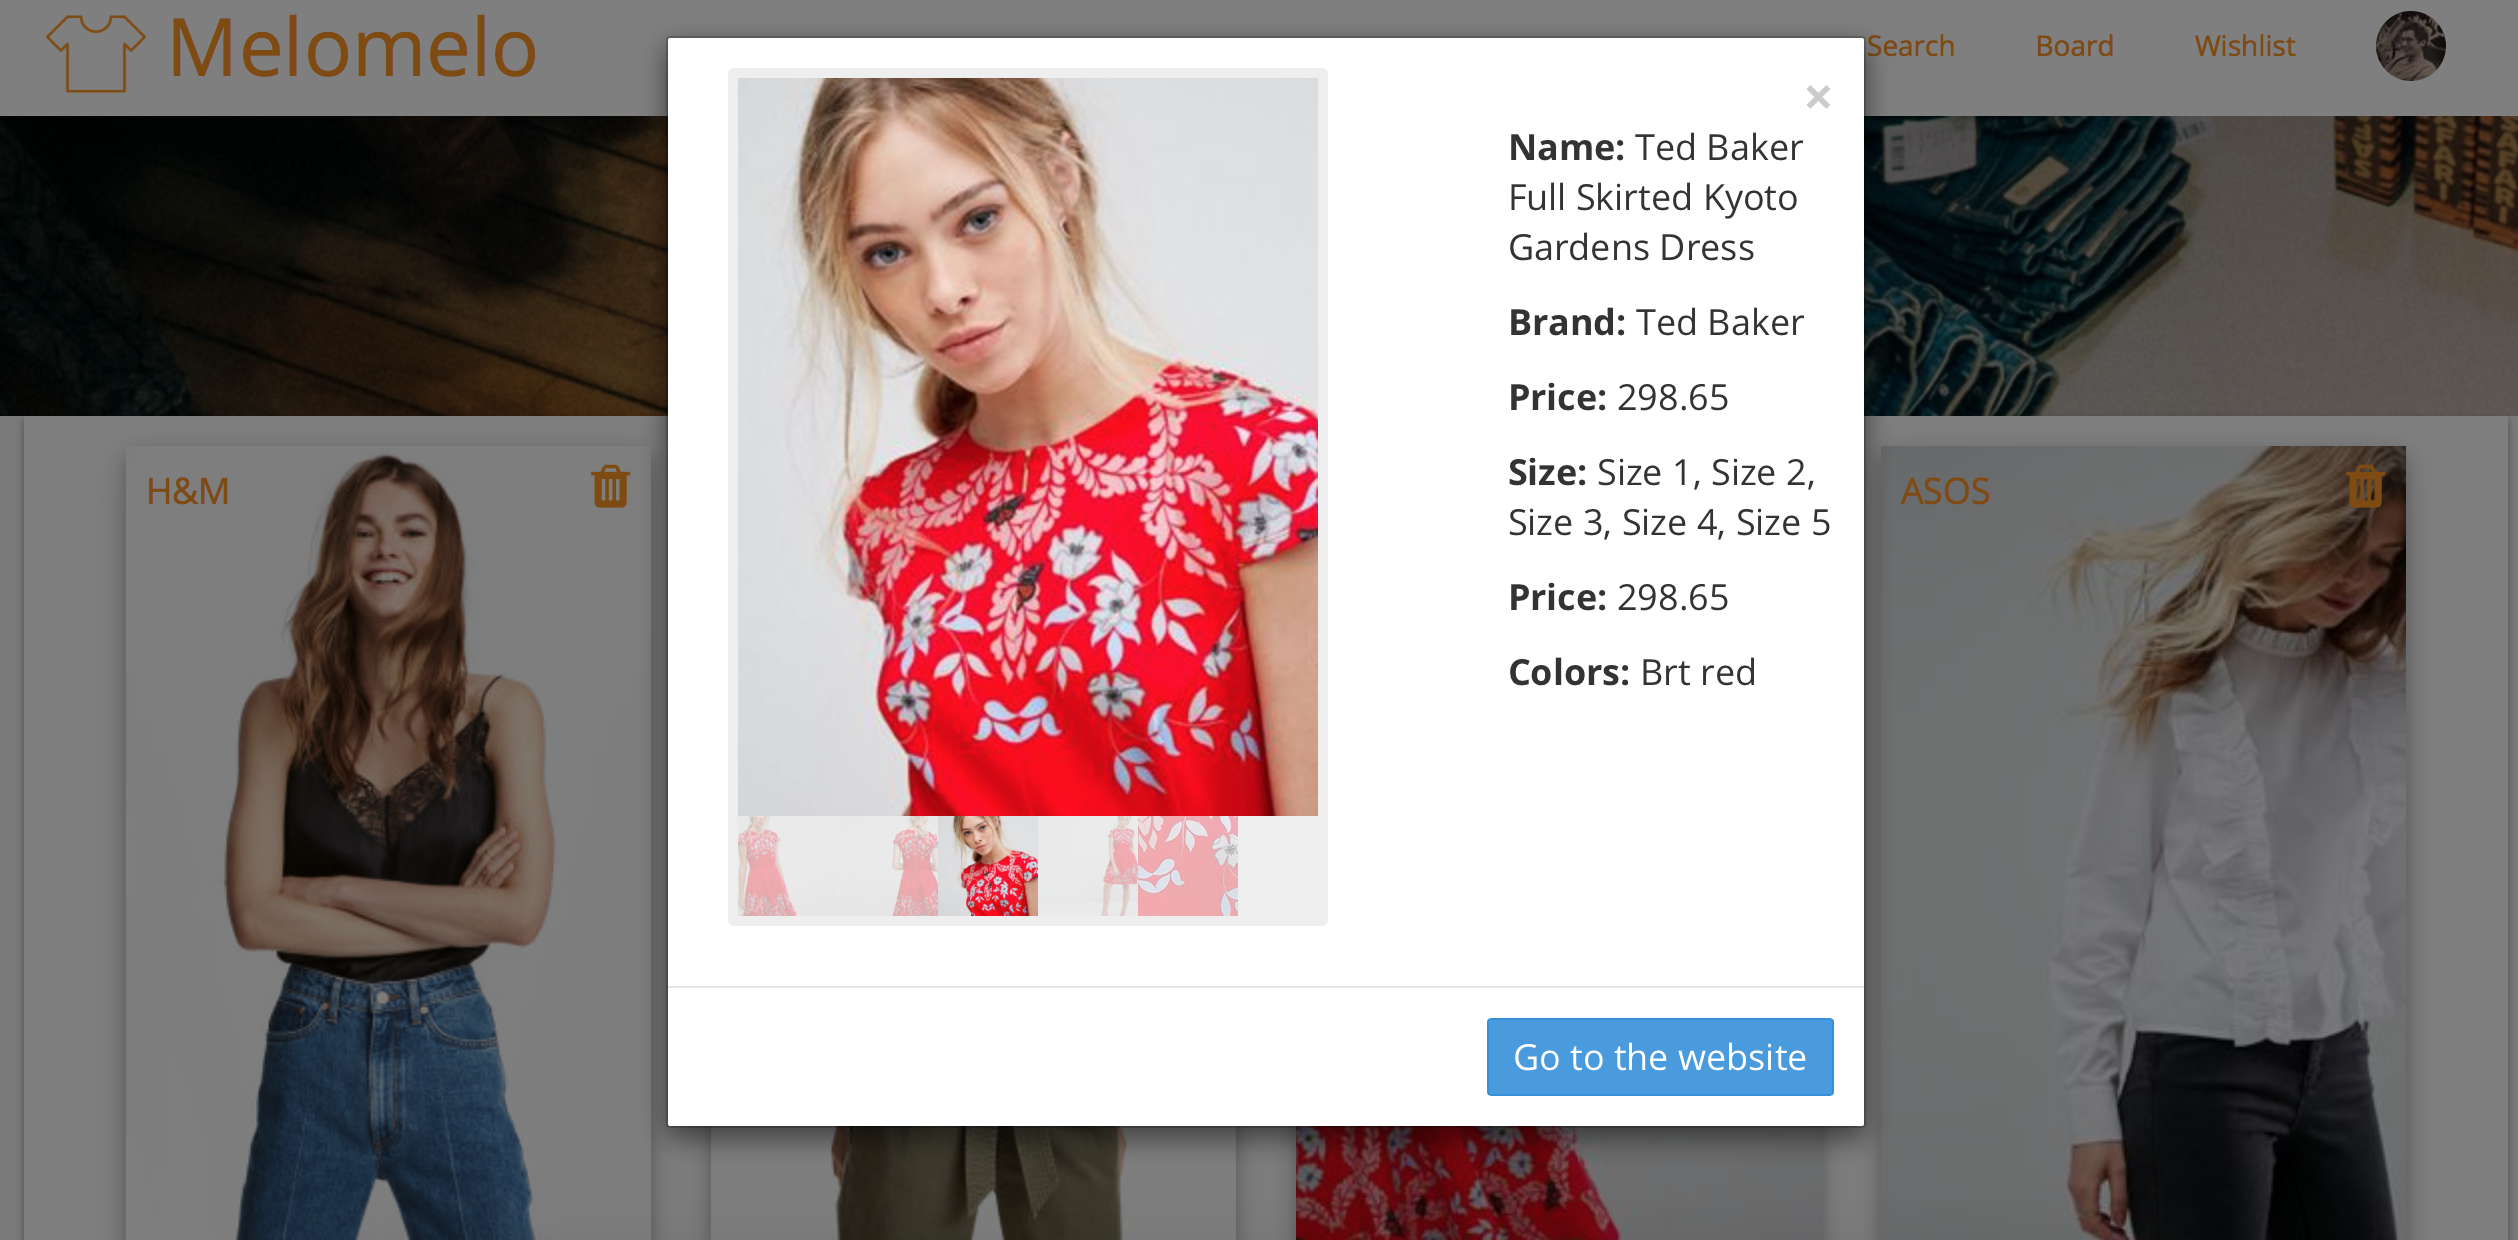 Melomelo
Search
Board
Wishlist
H&M
ASOS
×
Name: Ted Baker
Full Skirted Kyoto
Gardens Dress
Brand: Ted Baker
Price: 298.65
Size: Size 1, Size 2,
Size 3, Size 4, Size 5
Price: 298.65
Colors: Brt red
Go to the website